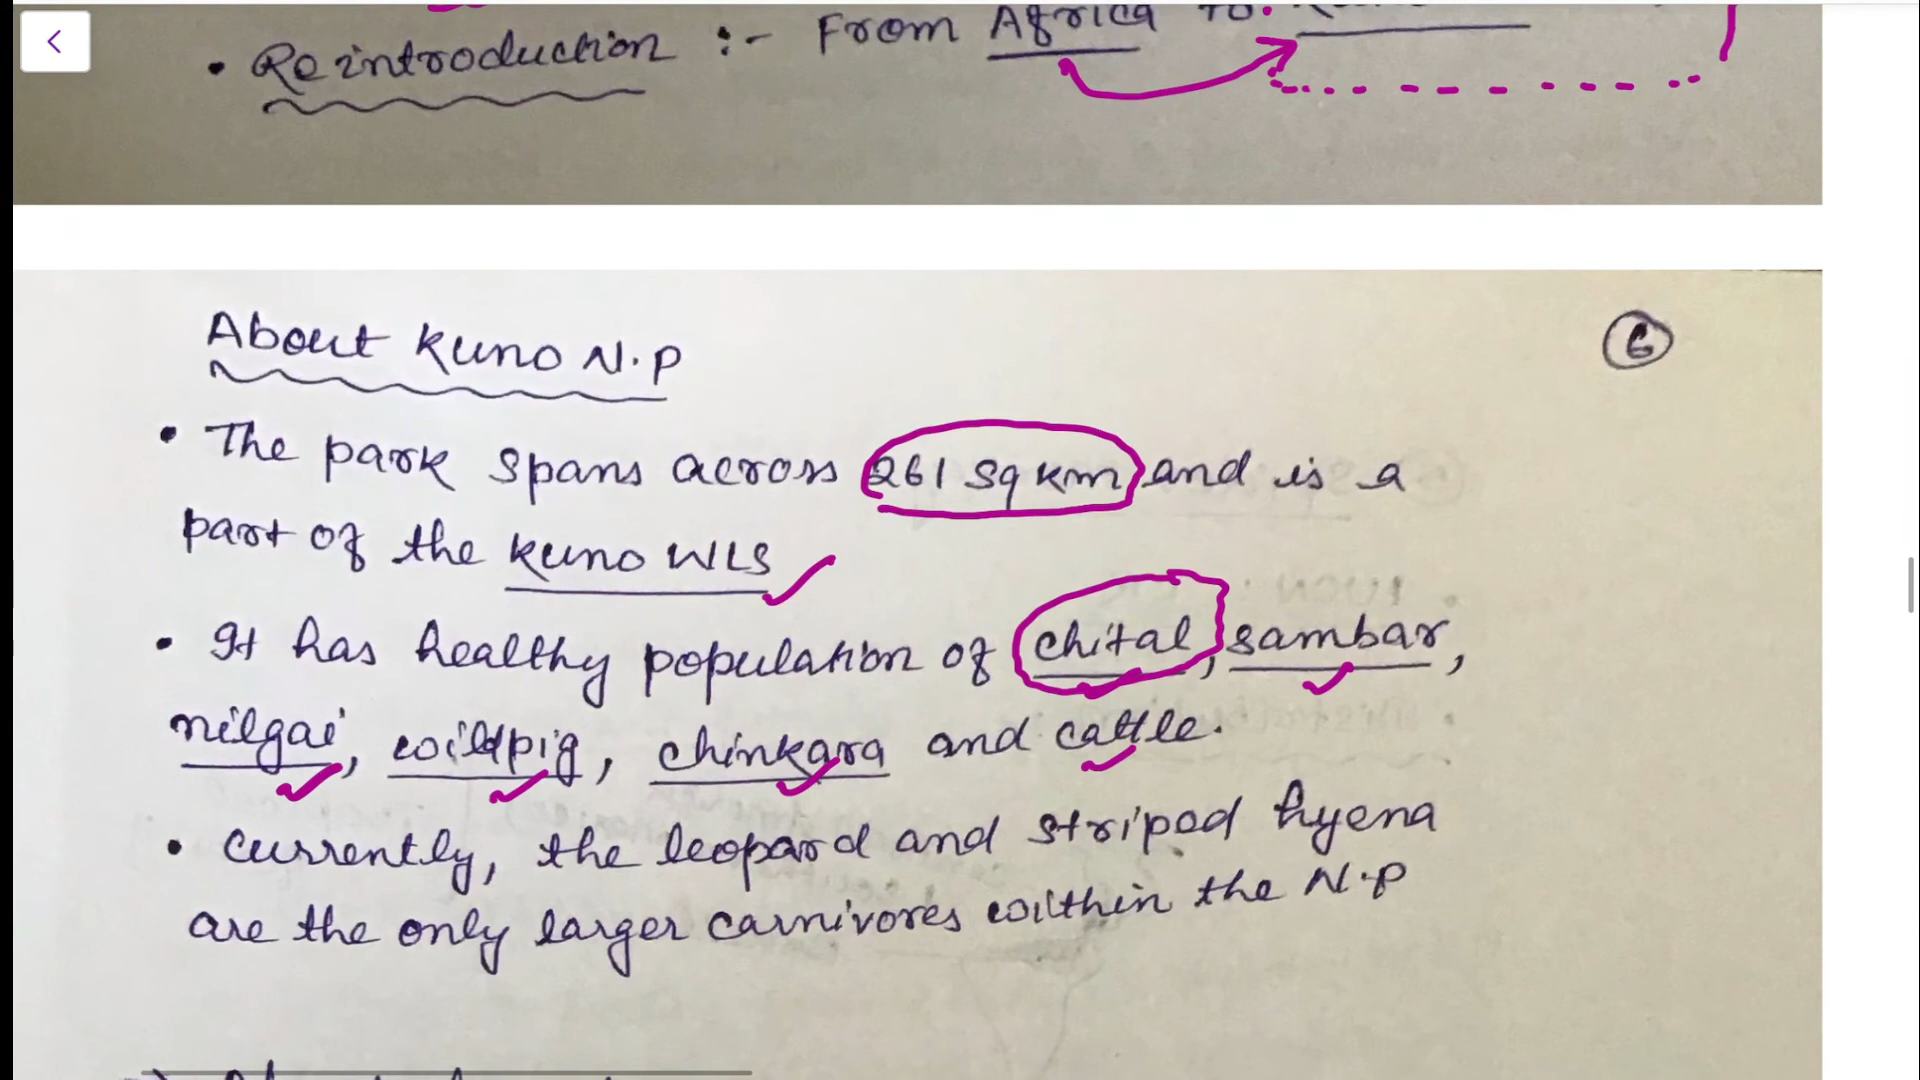 • Reintroduction :- From Africa to
About Kuno N.P
6
• The park spans across 261 sq km and is a
part of the Kuno WLS
• It has healthy population of chital, sambar,
nilgai, wildpig, chinkara and cattle.
• Currently, the leopard and striped hyena
are the only larger carnivores within the N.P